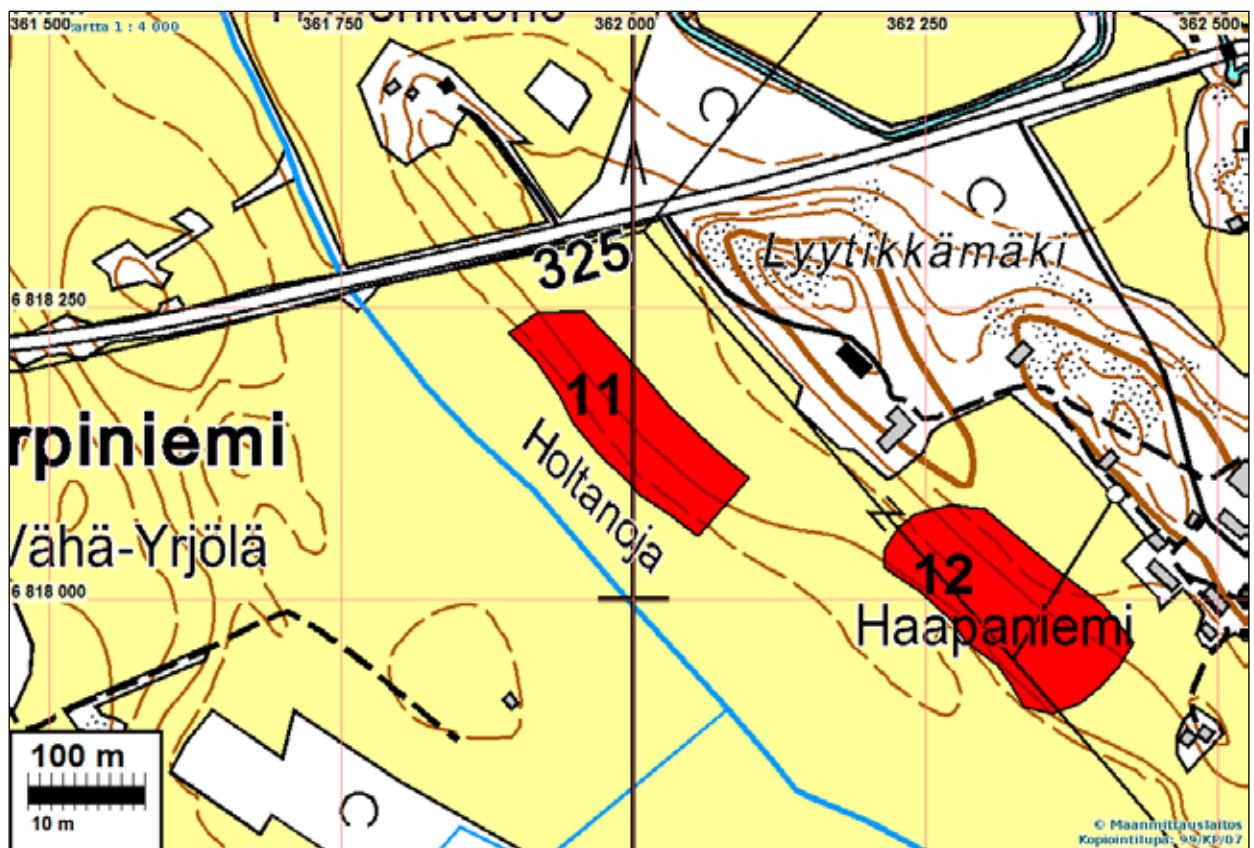 361 500
361 750
362 000
362 250
362 500
artta 1 : 4 000
325
Lyytikkämäki
6 818 250
11
rpiniemi
Holtanoja
Vähä-Yrjölä
12
6 818 000
Haapaniemi
100 m
10 m
© Maanmittauslaitos
Kopiointilupa: 99/KP/07